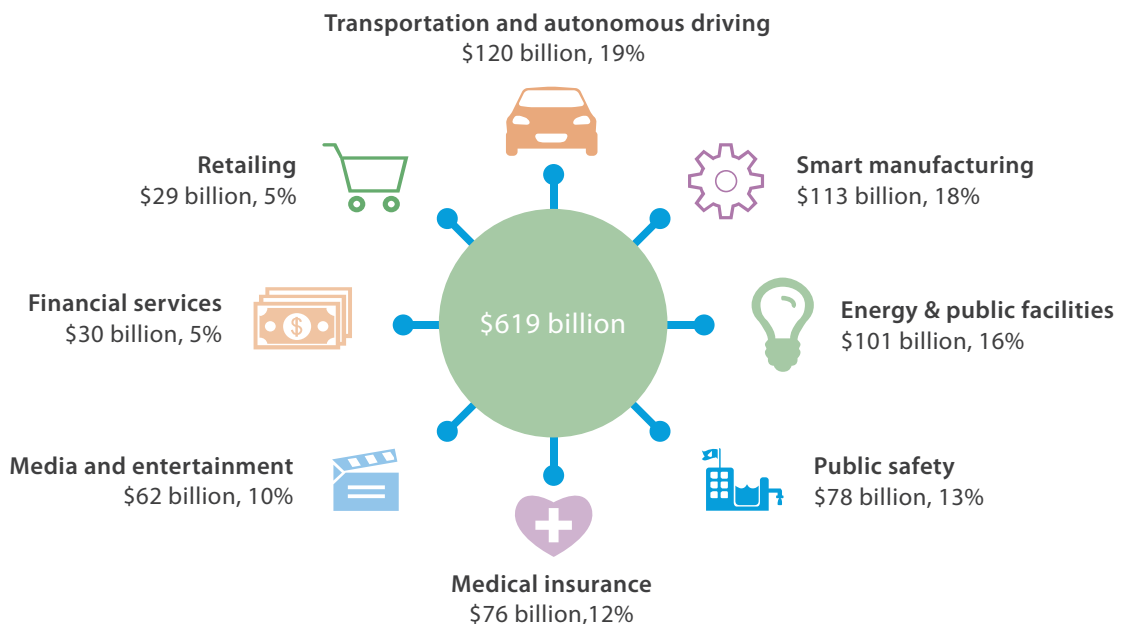 Transportation and autonomous driving
$120 billion, 19%
Retailing
$29 billion, 5%
Smart manufacturing
$113 billion, 18%
Financial services
$30 billion, 5%
$
$619 billion
Energy & public facilities
$101 billion, 16%
Media and entertainment
$62 billion, 10%
Public safety
$78 billion, 13%
Medical insurance
$76 billion,12%